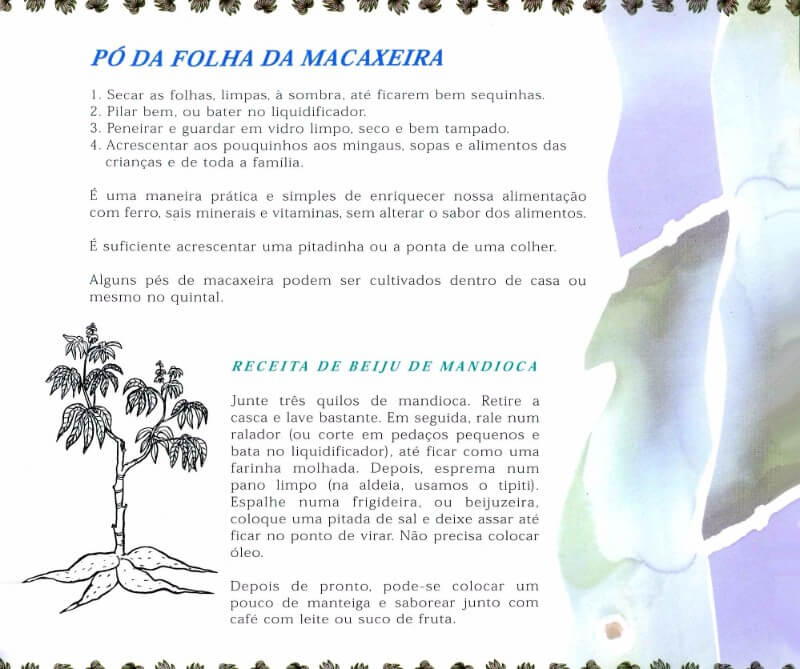 PÓ DA FOLHA DA MACAXEIRA
1. Secar as folhas, limpas, à sombra, até ficarem bem sequinhas.
2. Pilar bem, ou bater no liquidificador.
3. Peneirar e guardar em vidro limpo, seco e bem tampado.
4. Acrescentar aos pouquinhos aos mingaus, sopas e alimentos das
crianças e de toda a família.
É uma maneira prática e simples de enriquecer nossa alimentação
com ferro, sais minerais e vitaminas, sem alterar o sabor dos alimentos.
É suficiente acrescentar uma pitadinha ou a ponta de uma colher.
Alguns pés de macaxeira podem ser cultivados dentro de casa ou
mesmo no quintal.
RECEITA DE BEIJU DE MANDIOCA
Junte três quilos de mandioca. Retire a
casca e lave bastante. Em seguida, rale num
ralador (ou corte em pedaços pequenos e
bata no liquidificador), até ficar como uma
farinha molhada. Depois, esprema num
pano limpo (na aldeia, usamos o tipiti).
Espalhe numa frigideira, ou beijuzeira,
coloque uma pitada de sal e deixe assar até
ficar no ponto de virar. Não precisa colocar
óleo.
Depois de pronto, pode-se colocar um
pouco de manteiga e saborear junto com
café com leite ou suco de fruta.